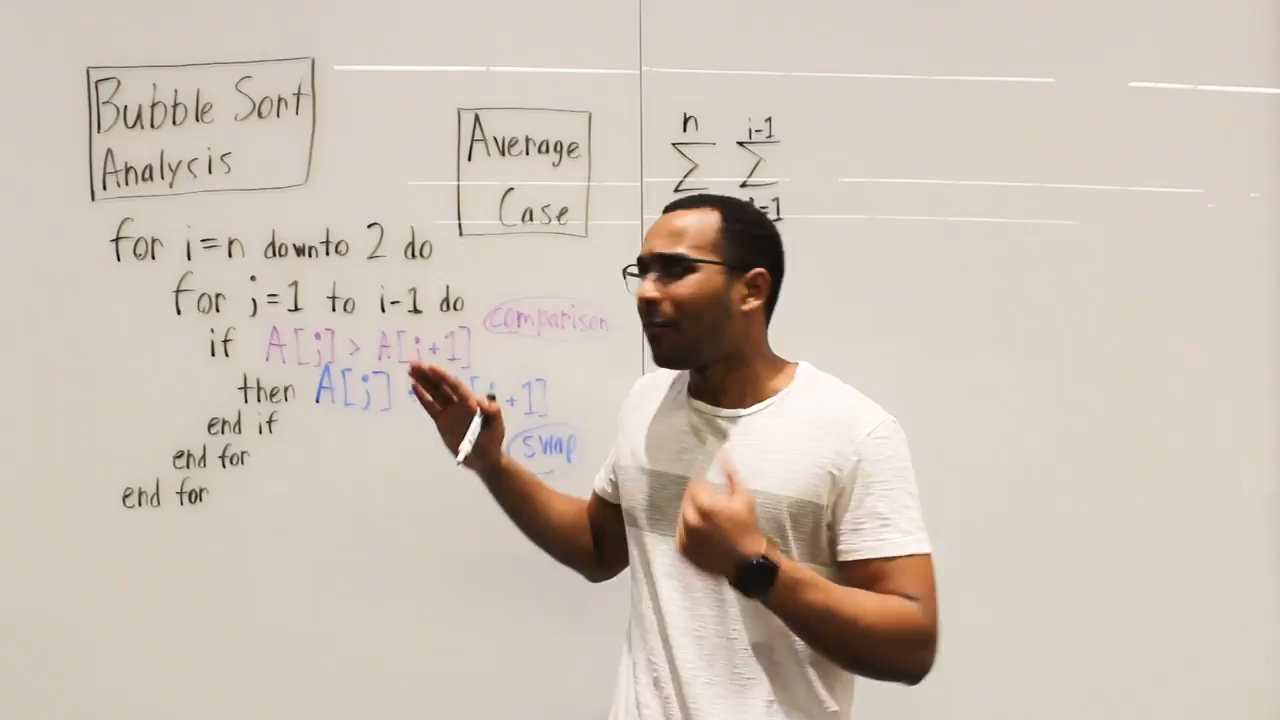 Bubble Sort
Analysis
for i=n downto 2 do
for j=1 to i-1 do
if A[j] > A[j+1]
then A[j] +1]
end if
end for
end for
comparison
swap
Average
Case
n i-1
∑ ∑